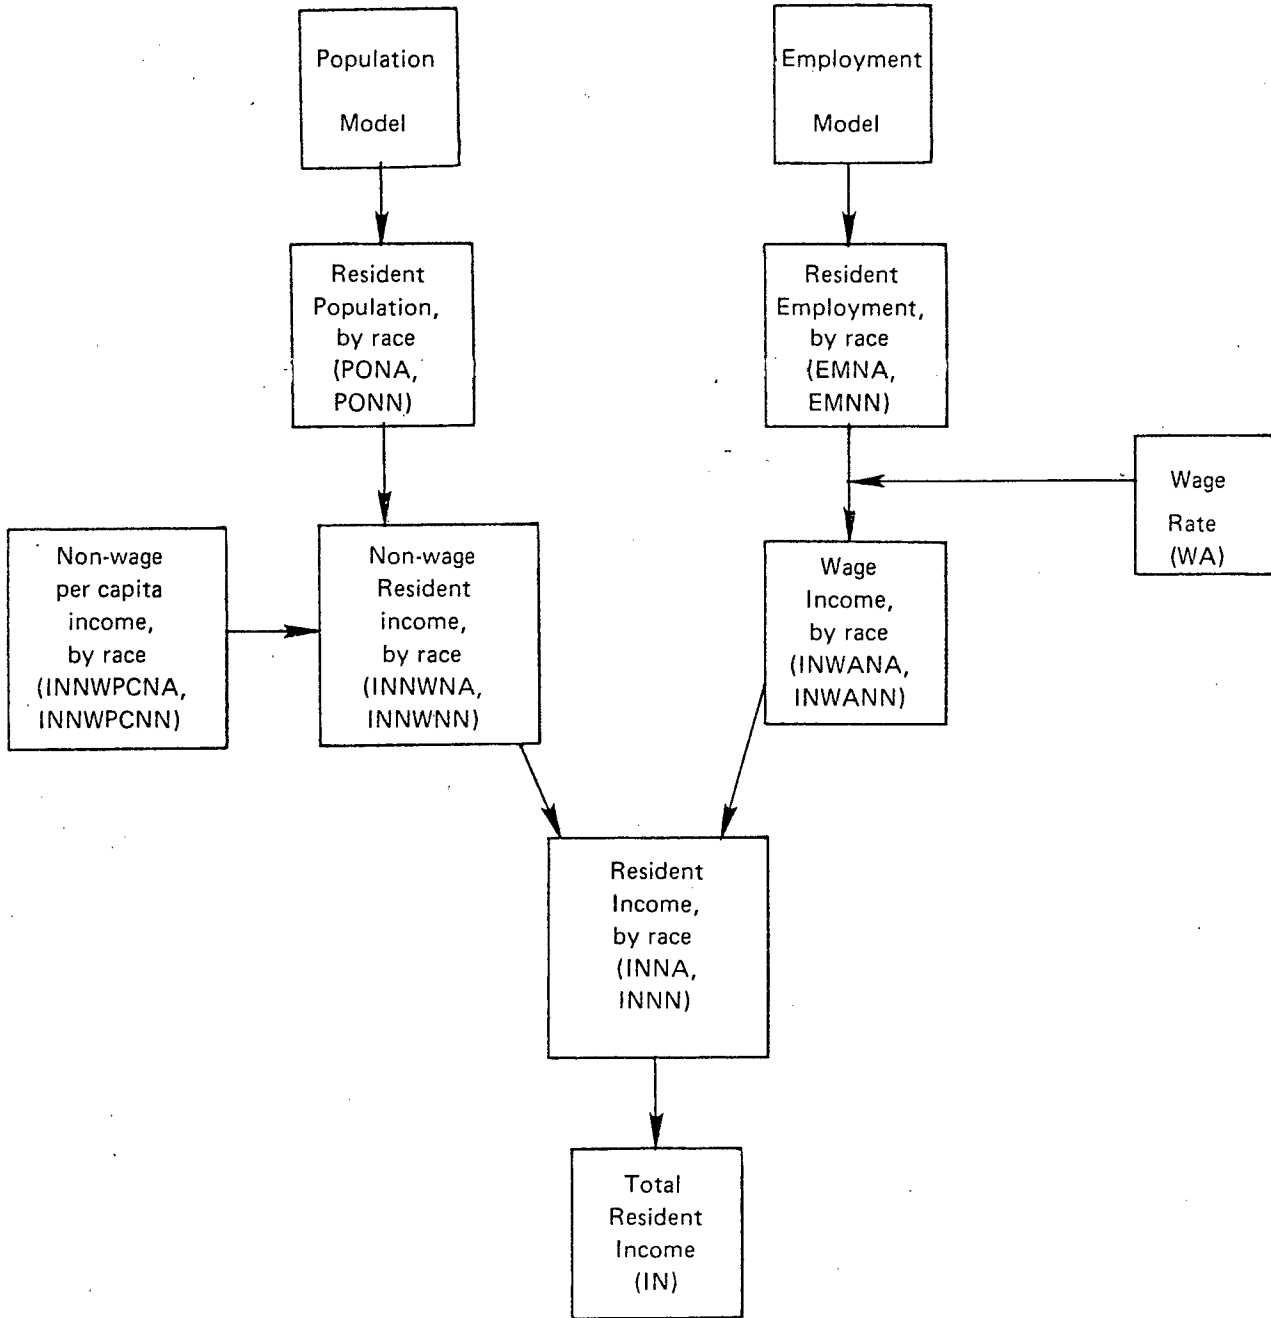 Population
Model
Employment
Model
Resident
Population,
by race
(PONA,
PONN)
Resident
Employment,
by race
(EMNA,
EMNN)
Wage
Rate
(WA)
Non-wage
per capita
income,
by race
(INNWPCNA,
INNWPCNN)
Non-wage
Resident
income,
by race
(INNWNA,
INNWNN)
Wage
Income,
by race
(INWANA,
INWANN)
Resident
Income,
by race
(INNA,
INNN)
Total
Resident
Income
(IN)